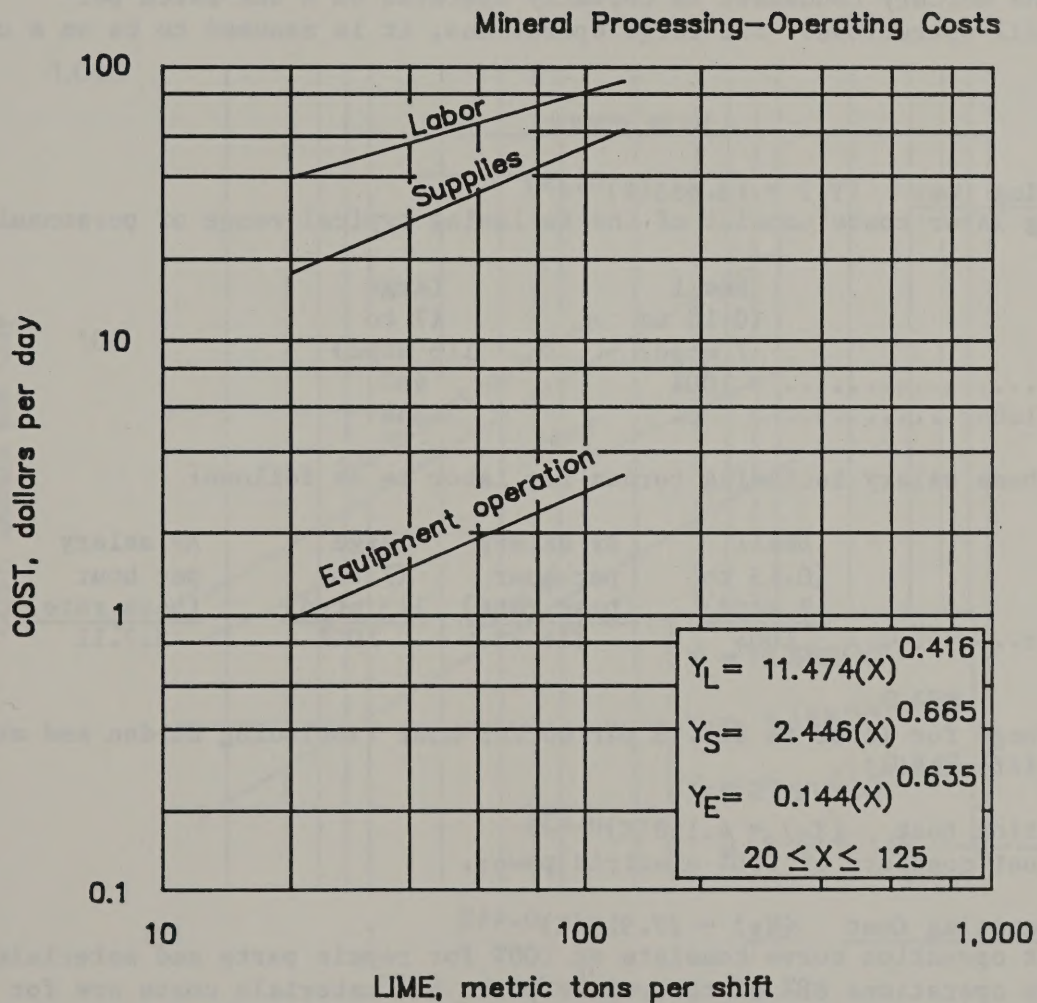 Mineral Processing—Operating Costs
100
Labor
Supplies
10
COST, dollars per day
Equipment operation
1
Y_L = 11.474(X)^0.416
Y_S = 2.446(X)^0.665
Y_E = 0.144(X)^0.635
20 ≤ X ≤ 125
0.1
10 100 1,000
LIME, metric tons per shift